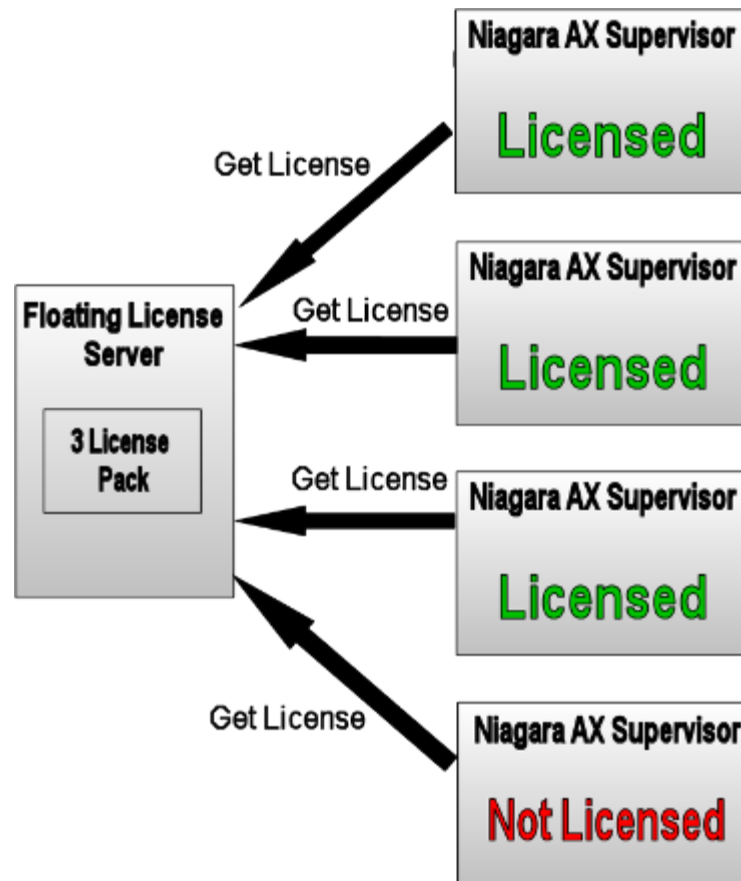 Niagara AX Supervisor
Licensed
Get License
Niagara AX Supervisor
Get License
Licensed
Floating License
Server
3 License
Pack
Get License
Niagara AX Supervisor
Licensed
Get License
Niagara AX Supervisor
Not Licensed